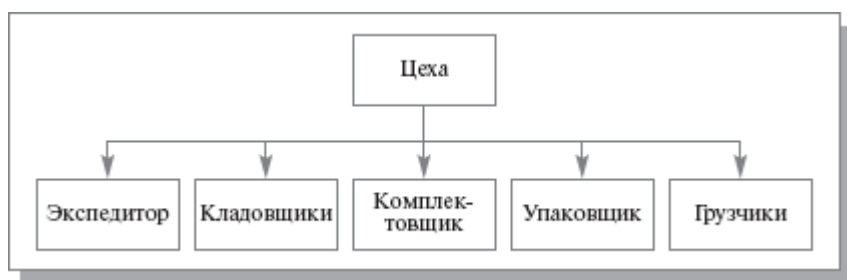 Цеха
Экспедитор
Кладовщики
Комплек-
товщик
Упаковщик
Грузчики